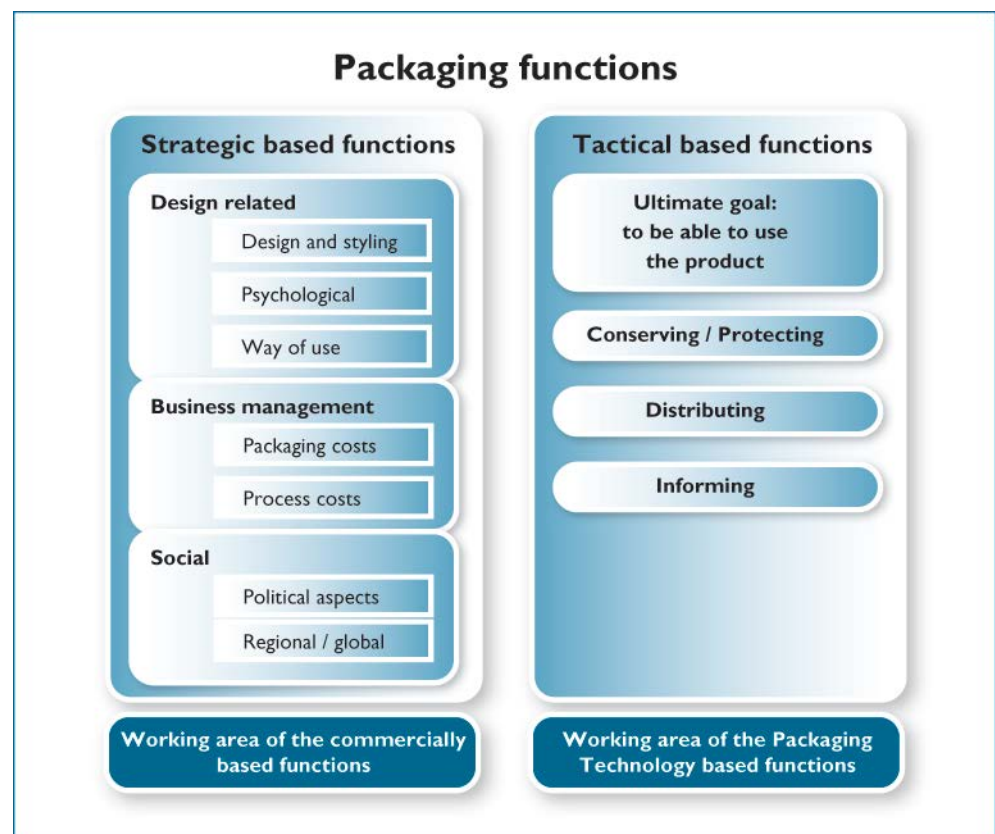 Packaging functions
Strategic based functions
Design related
Design and styling
Psychological
Way of use
Business management
Packaging costs
Process costs
Social
Political aspects
Regional / global
Working area of the commercially
based functions
Tactical based functions
Ultimate goal:
to be able to use
the product
Conserving / Protecting
Distributing
Informing
Working area of the Packaging
Technology based functions